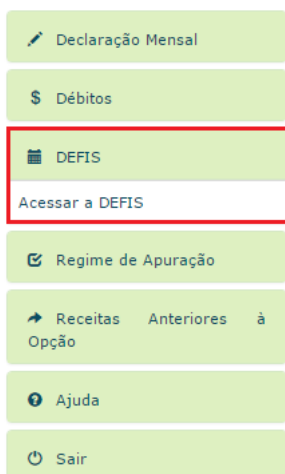 Declaração Mensal
$ Débitos
DEFIS
Acessar a DEFIS
Regime de Apuração
Receitas Anteriores à
Opção
Ajuda
Sair